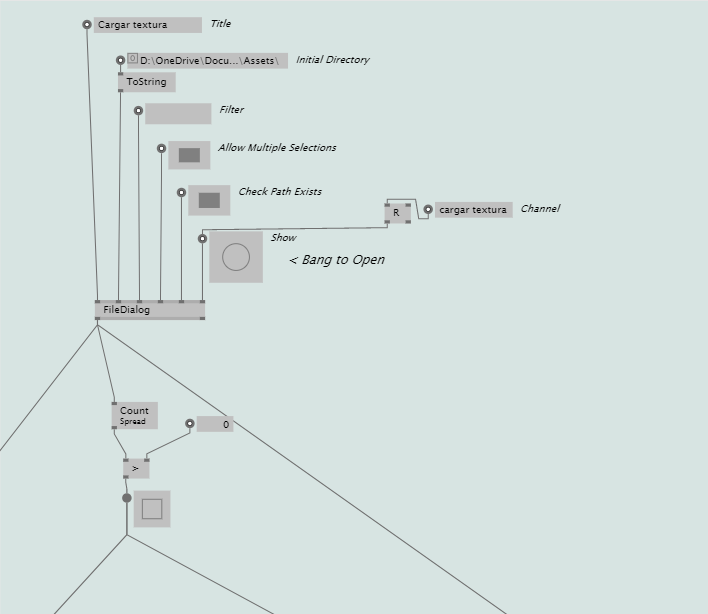 Cargar textura
Title
D:\OneDrive\Docu...\Assets\
Initial Directory
ToString
Filter
Allow Multiple Selections
Check Path Exists
R
cargar textura
Channel
Show
< Bang to Open
FileDialog
Count
Spread
0
>